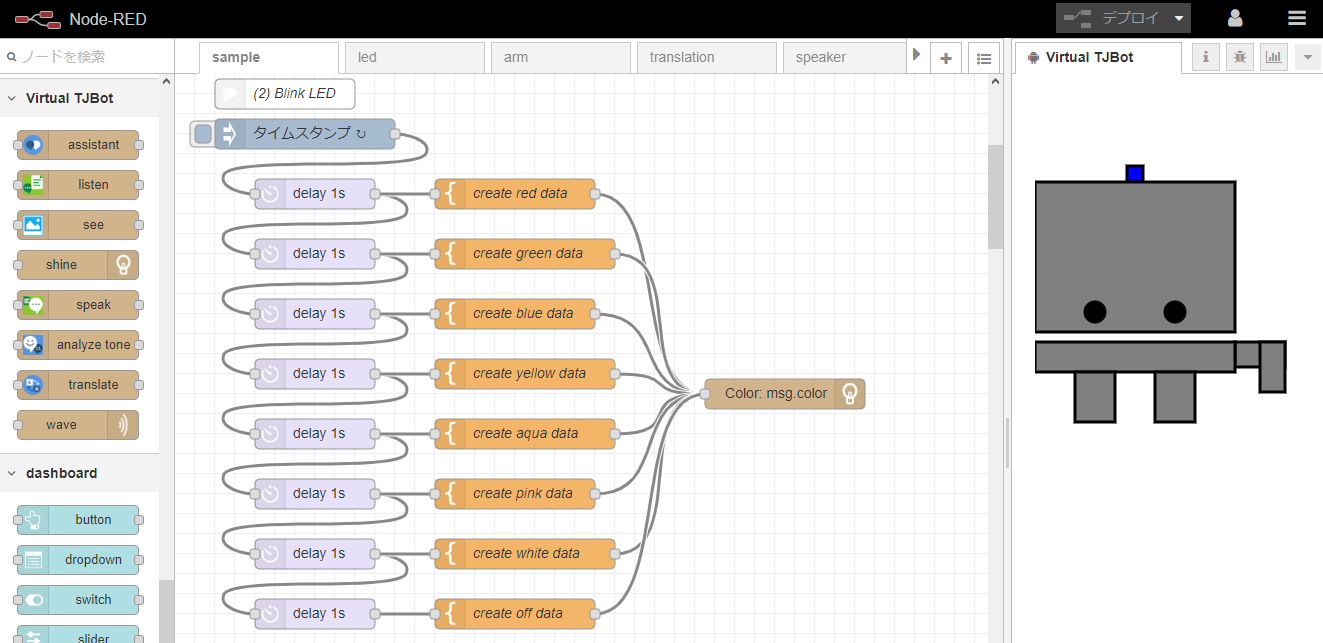 Node-RED
デプロイ
ノードを検索
sample
led
arm
translation
speaker
Virtual TJBot
Virtual TJBot
assistant
listen
see
shine
speak
analyze tone
translate
wave
dashboard
button
dropdown
switch
slider
(2) Blink LED
タイムスタンプ ↻
delay 1s
create red data
delay 1s
create green data
delay 1s
create blue data
delay 1s
create yellow data
Color: msg.color
delay 1s
create aqua data
delay 1s
create pink data
delay 1s
create white data
delay 1s
create off data